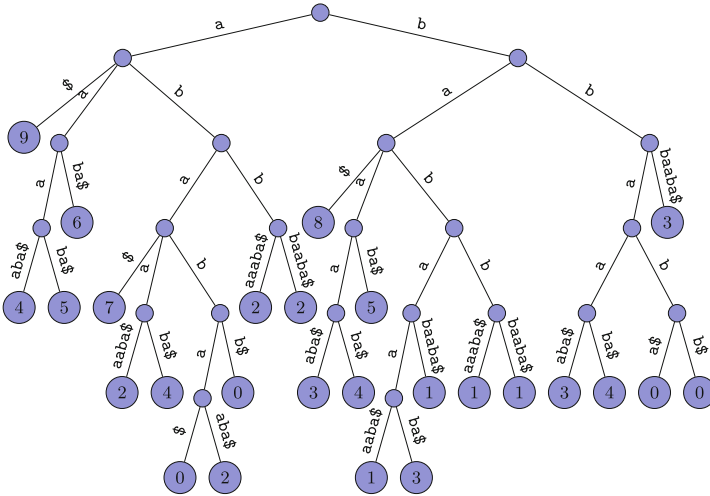 a b
$ a b a b
9
a ba$ a b $ a b a baaba$
6 8 3
aba$ ba$ $ a b aaaba$ baaba$ a ba$ a b a b
4 5 7 2 2 5
aaba$ ba$ a b$ aba$ ba$ a baaba$ aaaba$ baaba$ aba$ ba$ a$ b$
2 4 0 3 4 1 1 1 3 4 0 0
$ aba$ aaba$ ba$
0 2 1 3